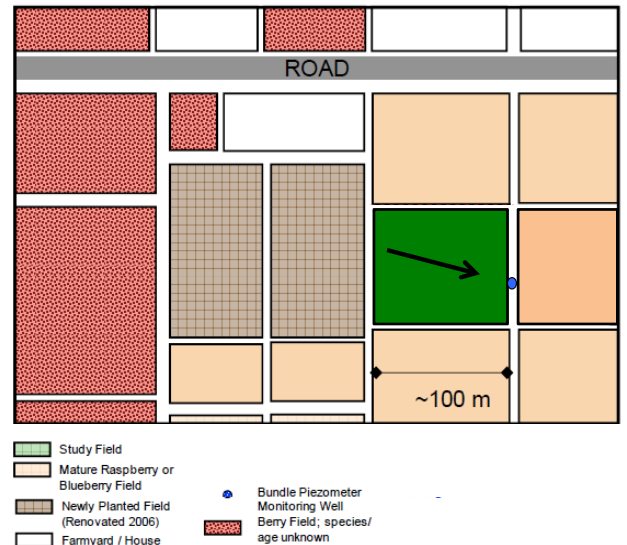 ROAD
~100 m
Study Field
Mature Raspberry or
Blueberry Field
Newly Planted Field
(Renovated 2006)
Farmyard / House
Bundle Piezometer
Monitoring Well
Berry Field; species/
age unknown